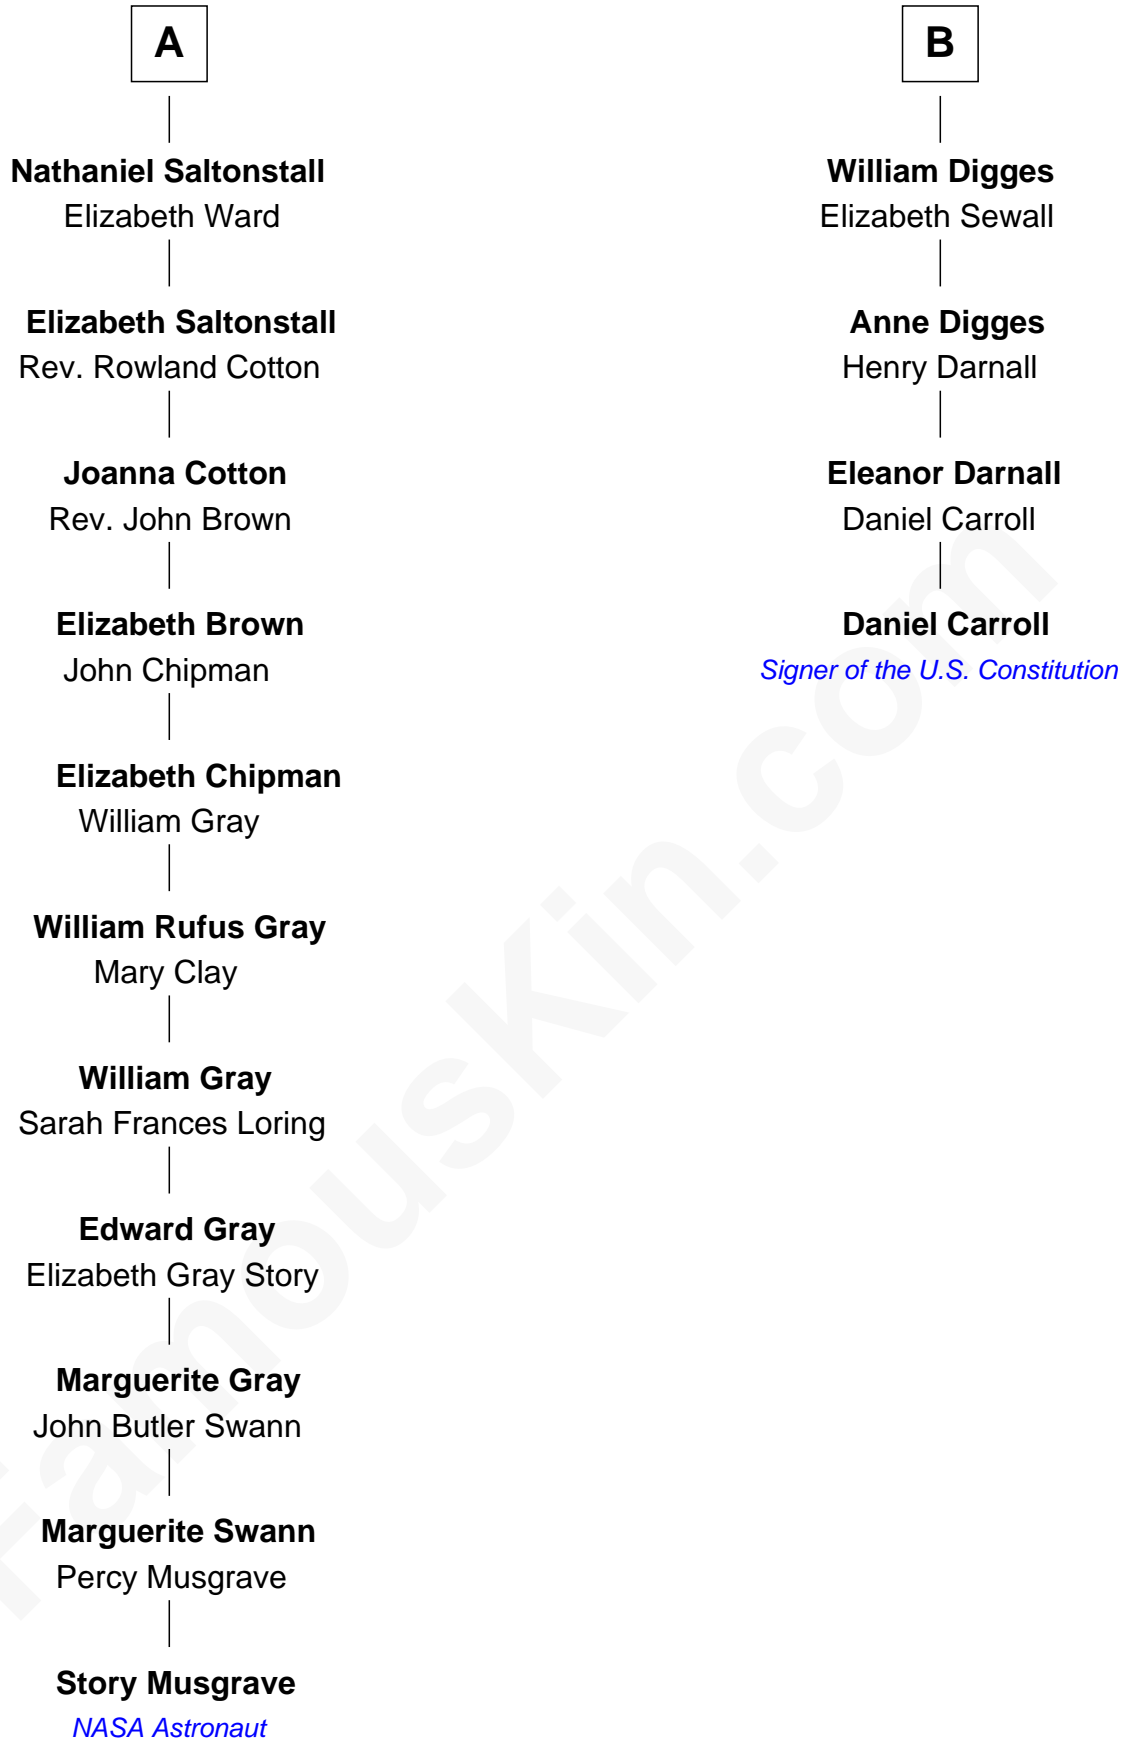 A
Nathaniel Saltonstall
Elizabeth Ward
Elizabeth Saltonstall
Rev. Rowland Cotton
Joanna Cotton
Rev. John Brown
Elizabeth Brown
John Chipman
Elizabeth Chipman
William Gray
William Rufus Gray
Mary Clay
William Gray
Sarah Frances Loring
Edward Gray
Elizabeth Gray Story
Marguerite Gray
John Butler Swann
Marguerite Swann
Percy Musgrave
Story Musgrave
NASA Astronaut
B
William Digges
Elizabeth Sewall
Anne Digges
Henry Darnall
Eleanor Darnall
Daniel Carroll
Daniel Carroll
Signer of the U.S. Constitution
FamousKin.com